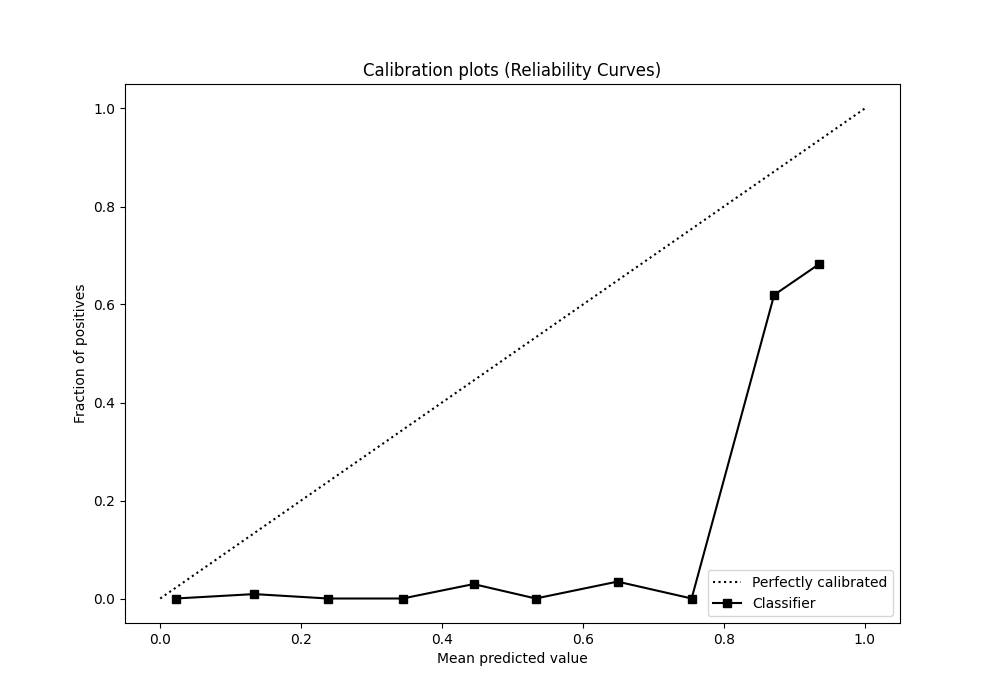 Calibration plots (Reliability Curves)
1.0
0.8
0.6
0.4
0.2
0.0
Fraction of positives
Perfectly calibrated
Classifier
0.0 0.2 0.4 0.6 0.8 1.0
Mean predicted value